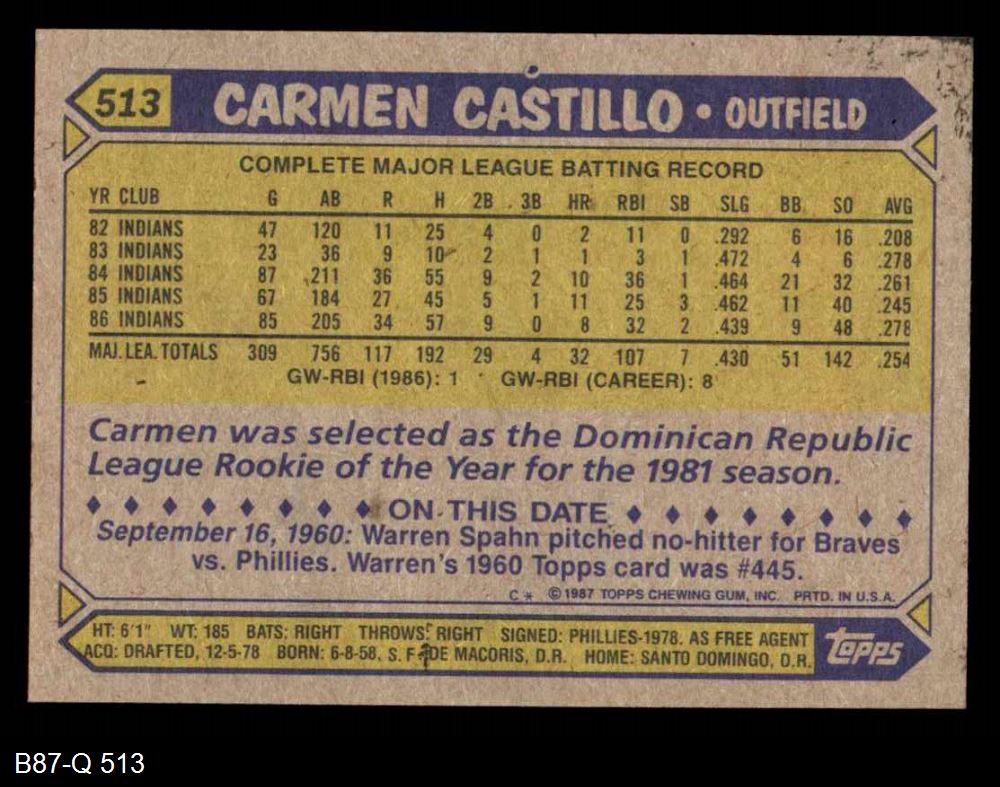 513 CARMEN CASTILLO • OUTFIELD
COMPLETE MAJOR LEAGUE BATTING RECORD
YR CLUB G AB R H 2B 3B HR RBI SB SLG BB SO AVG
82 INDIANS 47 120 11 25 4 0 2 11 0 .292 6 16 .208
83 INDIANS 23 36 9 10 2 1 1 3 1 .472 4 6 .278
84 INDIANS 87 211 36 55 9 2 10 36 1 .464 21 32 .261
85 INDIANS 67 184 27 45 5 1 11 25 3 .462 11 40 .245
86 INDIANS 85 205 34 57 9 0 8 32 2 .439 9 48 .278
MAJ. LEA. TOTALS 309 756 117 192 29 4 32 107 7 .430 51 142 .254
GW-RBI (1986): 1 GW-RBI (CAREER): 8
Carmen was selected as the Dominican Republic
League Rookie of the Year for the 1981 season.
ON THIS DATE
September 16, 1960: Warren Spahn pitched no-hitter for Braves
vs. Phillies. Warren's 1960 Topps card was #445.
C * © 1987 TOPPS CHEWING GUM, INC. PRTD. IN U.S.A.
HT: 6'1" WT: 185 BATS: RIGHT THROWS: RIGHT SIGNED: PHILLIES-1978, AS FREE AGENT
ACQ: DRAFTED, 12-5-78 BORN: 6-8-58, S. F. DE MACORIS, D.R. HOME: SANTO DOMINGO, D.R.
topps
B87-Q 513